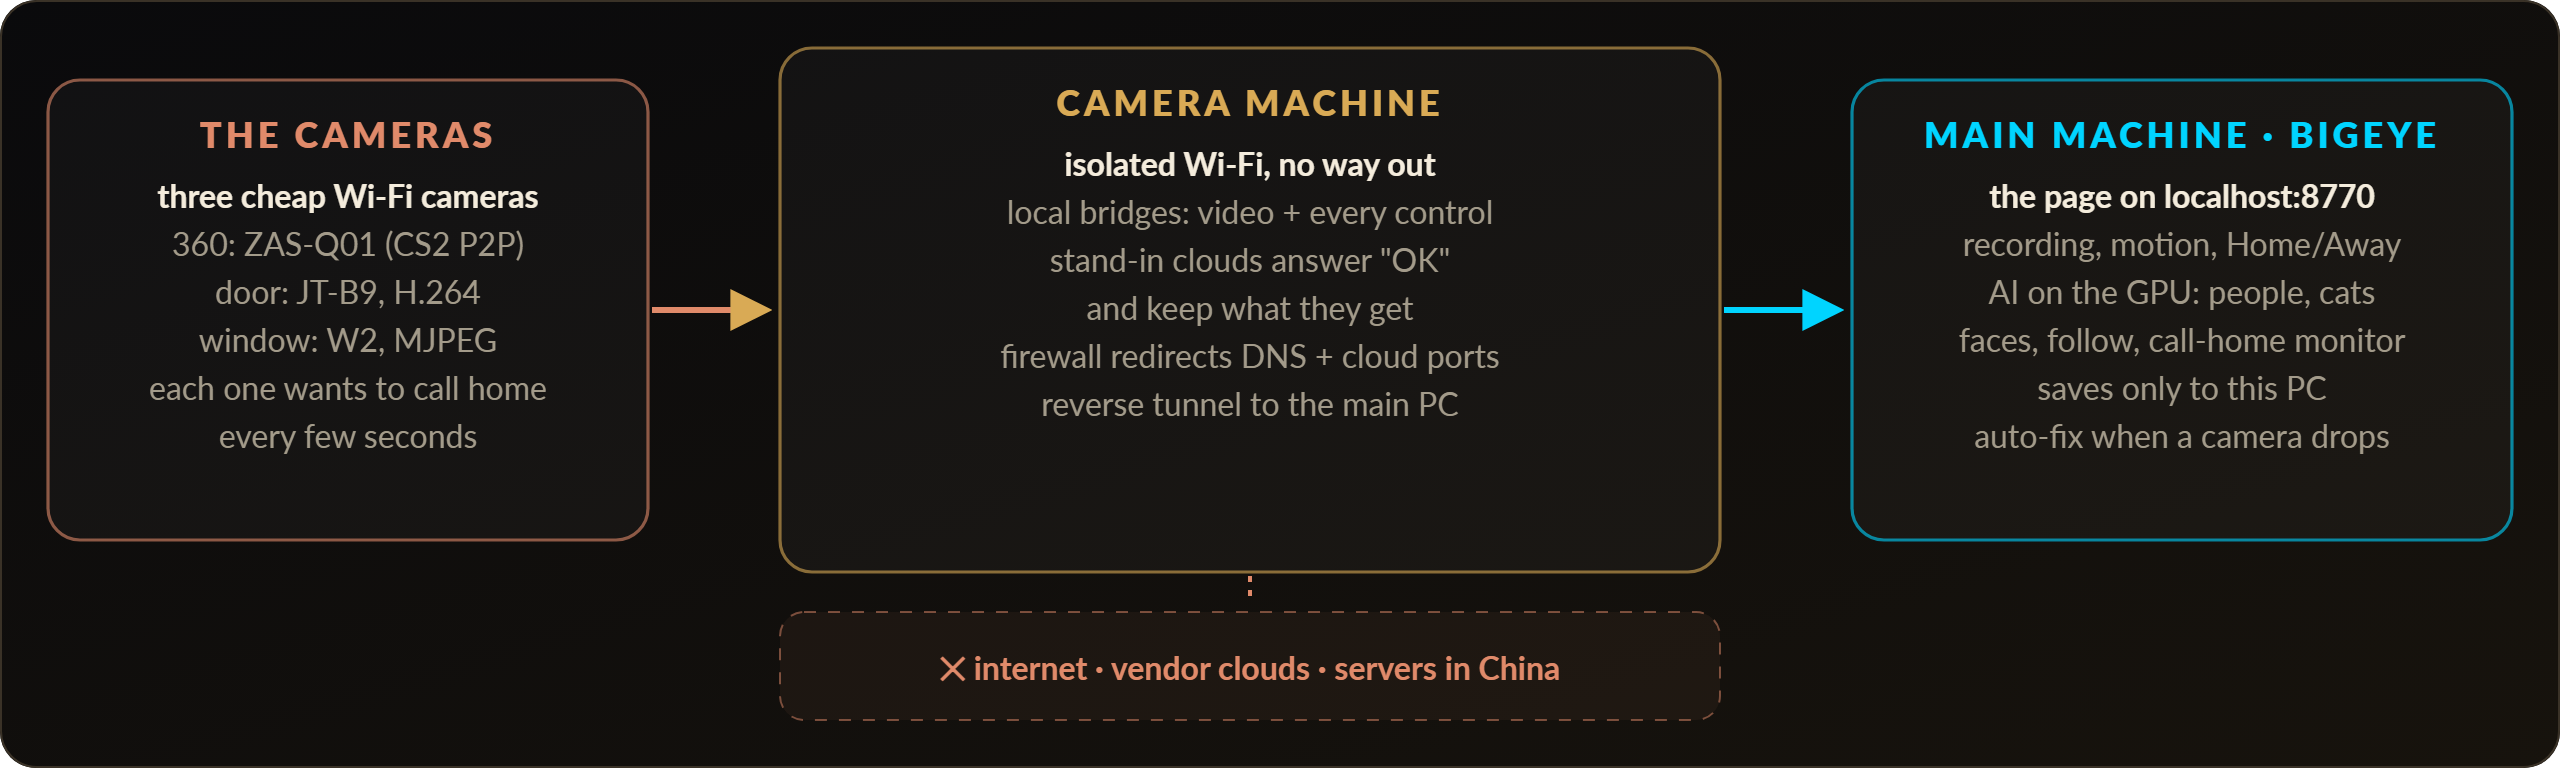 THE CAMERAS
three cheap Wi-Fi cameras
360: ZAS-Q01 (CS2 P2P)
door: JT-B9, H.264
window: W2, MJPEG
each one wants to call home
every few seconds
CAMERA MACHINE
isolated Wi-Fi, no way out
local bridges: video + every control
stand-in clouds answer "OK"
and keep what they get
firewall redirects DNS + cloud ports
reverse tunnel to the main PC
MAIN MACHINE · BIGEYE
the page on localhost:8770
recording, motion, Home/Away
AI on the GPU: people, cats
faces, follow, call-home monitor
saves only to this PC
auto-fix when a camera drops
✕ internet · vendor clouds · servers in China